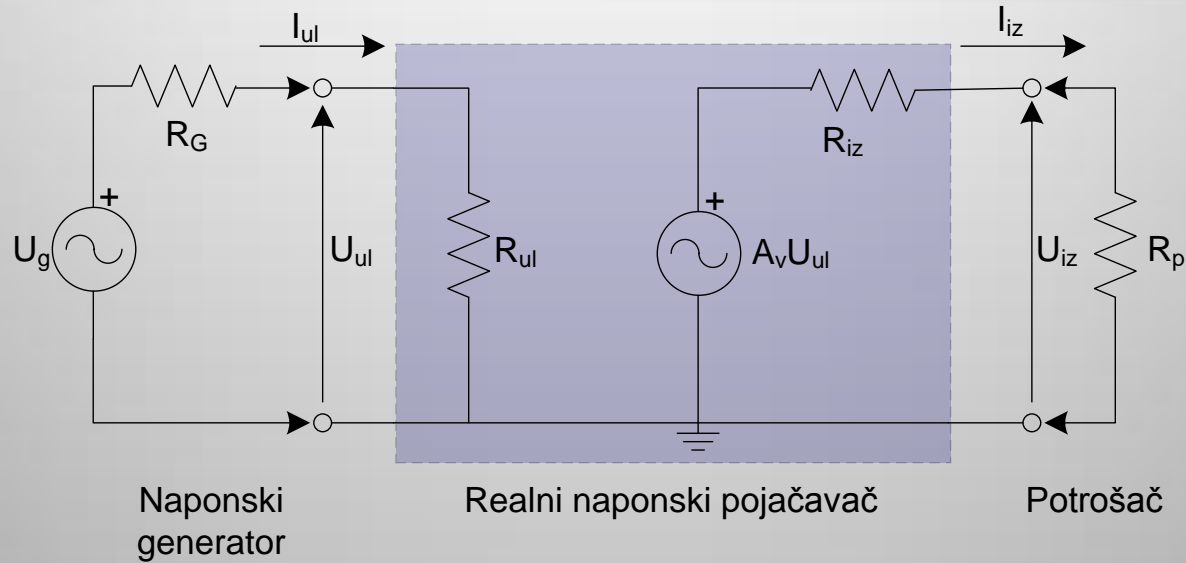 I_ul
I_iz
R_G
R_iz
+
+
U_g
U_ul
R_ul
A_vU_ul
U_iz
R_p
Naponski
generator
Realni naponski pojačavač
Potrošač